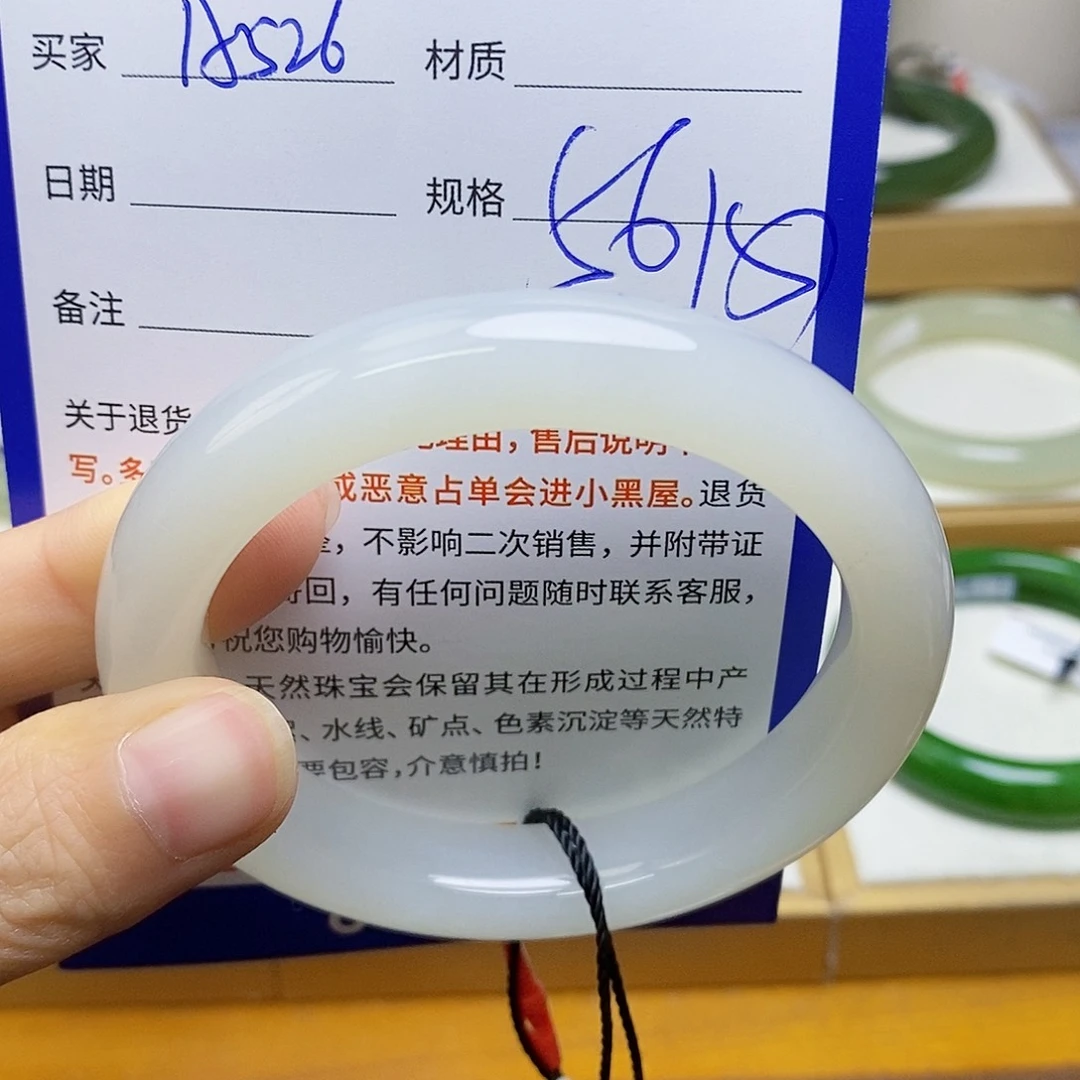 买家 18526 材质
日期 规格 5618
备注
关于退货
写。多 理由，售后说明
成恶意占单会进小黑屋。退货
，不影响二次销售，并附带证
寄回，有任何问题随时联系客服，
祝您购物愉快。
天然珠宝会保留其在形成过程中产
、水线、矿点、色素沉淀等天然特
要包容，介意慎拍！